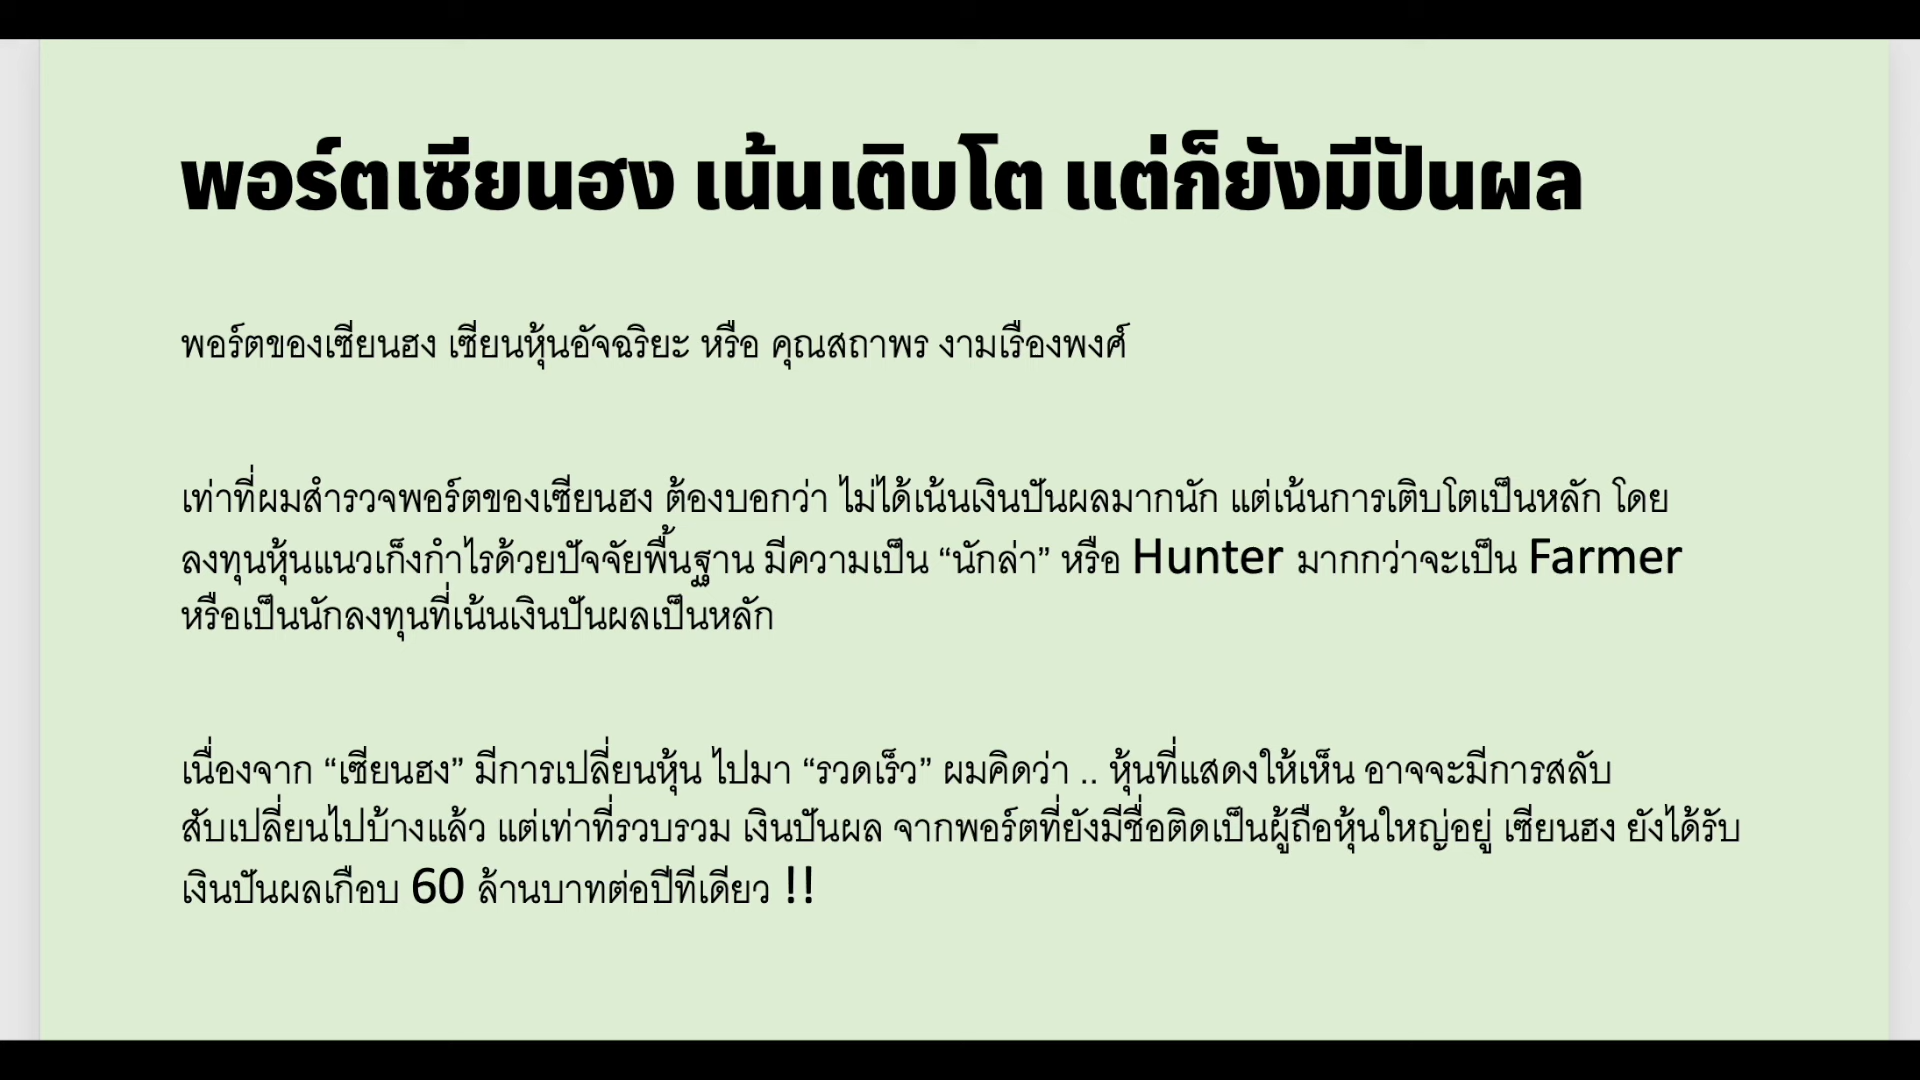 พอร์ตเซียนฮง เน้นเติบโต แต่ก็ยังมีปันผล
พอร์ตของเซียนฮง เซียนหุ้นอัจฉริยะ หรือ คุณสถาพร งามเรืองพงศ์
เท่าที่ผมสำรวจพอร์ตของเซียนฮง ต้องบอกว่า ไม่ได้เน้นเงินปันผลมากนัก แต่เน้นการเติบโตเป็นหลัก โดย
ลงทุนหุ้นแนวเก็งกำไรด้วยปัจจัยพื้นฐาน มีความเป็น “นักล่า” หรือ Hunter มากกว่าจะเป็น Farmer
หรือเป็นนักลงทุนที่เน้นเงินปันผลเป็นหลัก
เนื่องจาก “เซียนฮง” มีการเปลี่ยนหุ้น ไปมา “รวดเร็ว” ผมคิดว่า .. หุ้นที่แสดงให้เห็น อาจจะมีการสลับ
สับเปลี่ยนไปบ้างแล้ว แต่เท่าที่รวบรวม เงินปันผล จากพอร์ตที่ยังมีชื่อติดเป็นผู้ถือหุ้นใหญ่อยู่ เซียนฮง ยังได้รับ
เงินปันผลเกือบ 60 ล้านบาทต่อปีทีเดียว !!